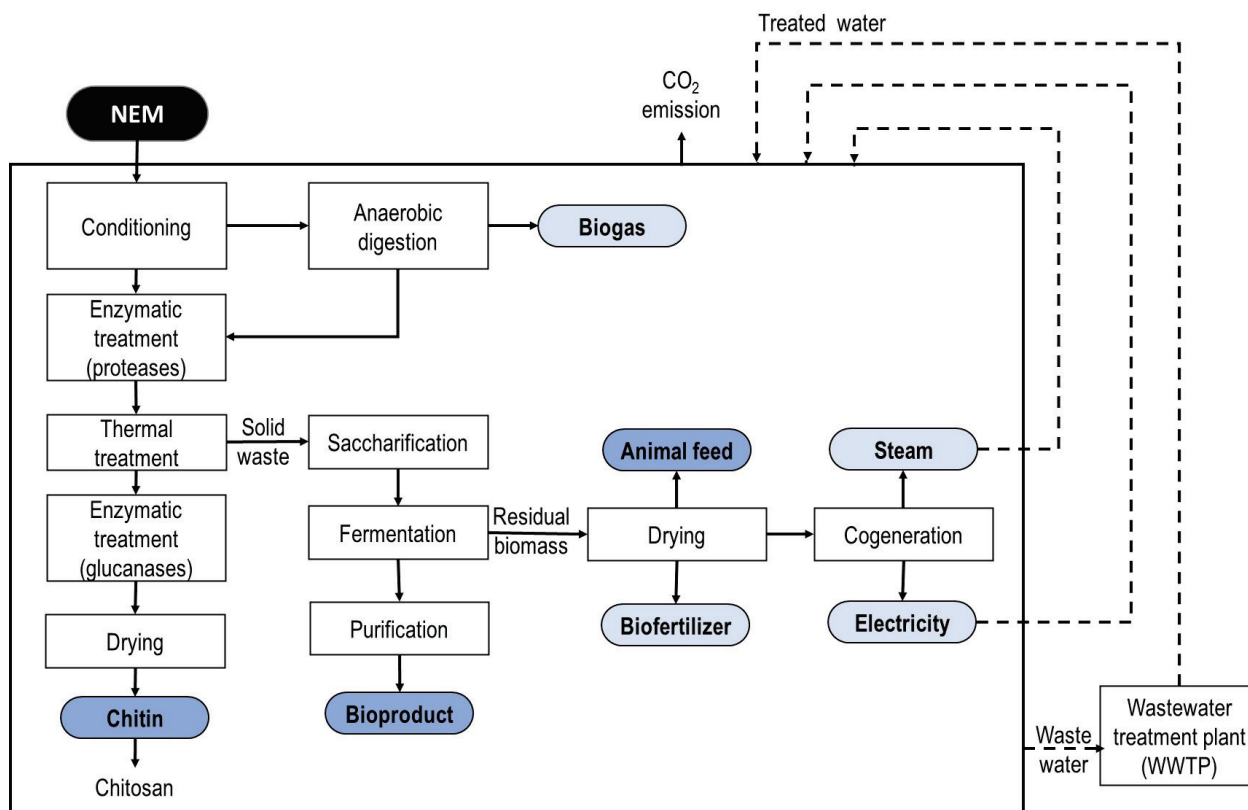 Treated water
CO₂
emission
NEM
Conditioning
Anaerobic
digestion
Biogas
Enzymatic
treatment
(proteases)
Thermal
treatment
Solid
waste
Saccharification
Animal feed
Steam
Enzymatic
treatment
(glucanases)
Fermentation
Residual
biomass
Drying
Cogeneration
Drying
Purification
Biofertilizer
Electricity
Chitin
Bioproduct
Waste
water
Wastewater
treatment plant
(WWTP)
Chitosan